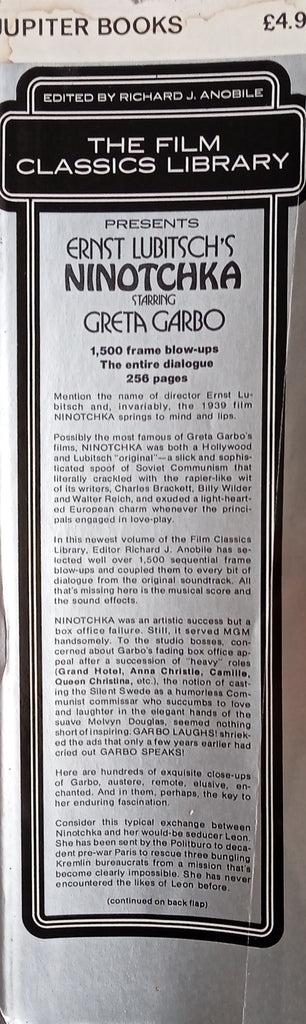 JUPITER BOOKS £4.9
EDITED BY RICHARD J. ANOBILE
THE FILM
CLASSICS LIBRARY
PRESENTS
ERNST LUBITSCH'S
NINOTCHKA
STARRING
GRETA GARBO
1,500 frame blow-ups
The entire dialogue
256 pages
Mention the name of director Ernst Lu-
bitsch and, invariably, the 1939 film
NINOTCHKA springs to mind and lips.
Possibly the most famous of Greta Garbo's
films, NINOTCHKA was both a Hollywood
and Lubitsch "original"—a slick and sophis-
ticated spoof of Soviet Communism that
literally crackled with the rapier-like wit
of its writers, Charles Brackett, Billy Wilder
and Walter Reich, and exuded a light-heart-
ed European charm whenever the princi-
pals engaged in love-play.
In this newest volume of the Film Classics
Library, Editor Richard J. Anobile has se-
lected well over 1,500 sequential frame
blow-ups and coupled them to every bit of
dialogue from the original soundtrack. All
that's missing here is the musical score and
the sound effects.
NINOTCHKA was an artistic success but a
box office failure. Still, it served MGM
handsomely. To the studio bosses, con-
cerned about Garbo's fading box office ap-
peal after a succession of "heavy" roles
(Grand Hotel, Anna Christie, Camille,
Queen Christina, etc.), the notion of cast-
ing the Silent Swede as a humorless Com-
munist commissar who succumbs to love
and laughter in the elegant hands of the
suave Melvyn Douglas, seemed nothing
short of inspiring. GARBO LAUGHS! shriek-
ed the ads that only a few years earlier had
cried out GARBO SPEAKS!
Here are hundreds of exquisite close-ups
of Garbo, austere, remote, elusive, en-
chanted. And in them, perhaps, the key to
her enduring fascination.
Consider this typical exchange between
Ninotchka and her would-be seducer Leon.
She has been sent by the Politburo to deca-
dent pre-war Paris to rescue three bungling
Kremlin bureaucrats from a mission that's
become clearly impossible. She has never
encountered the likes of Leon before.
(continued on back flap)